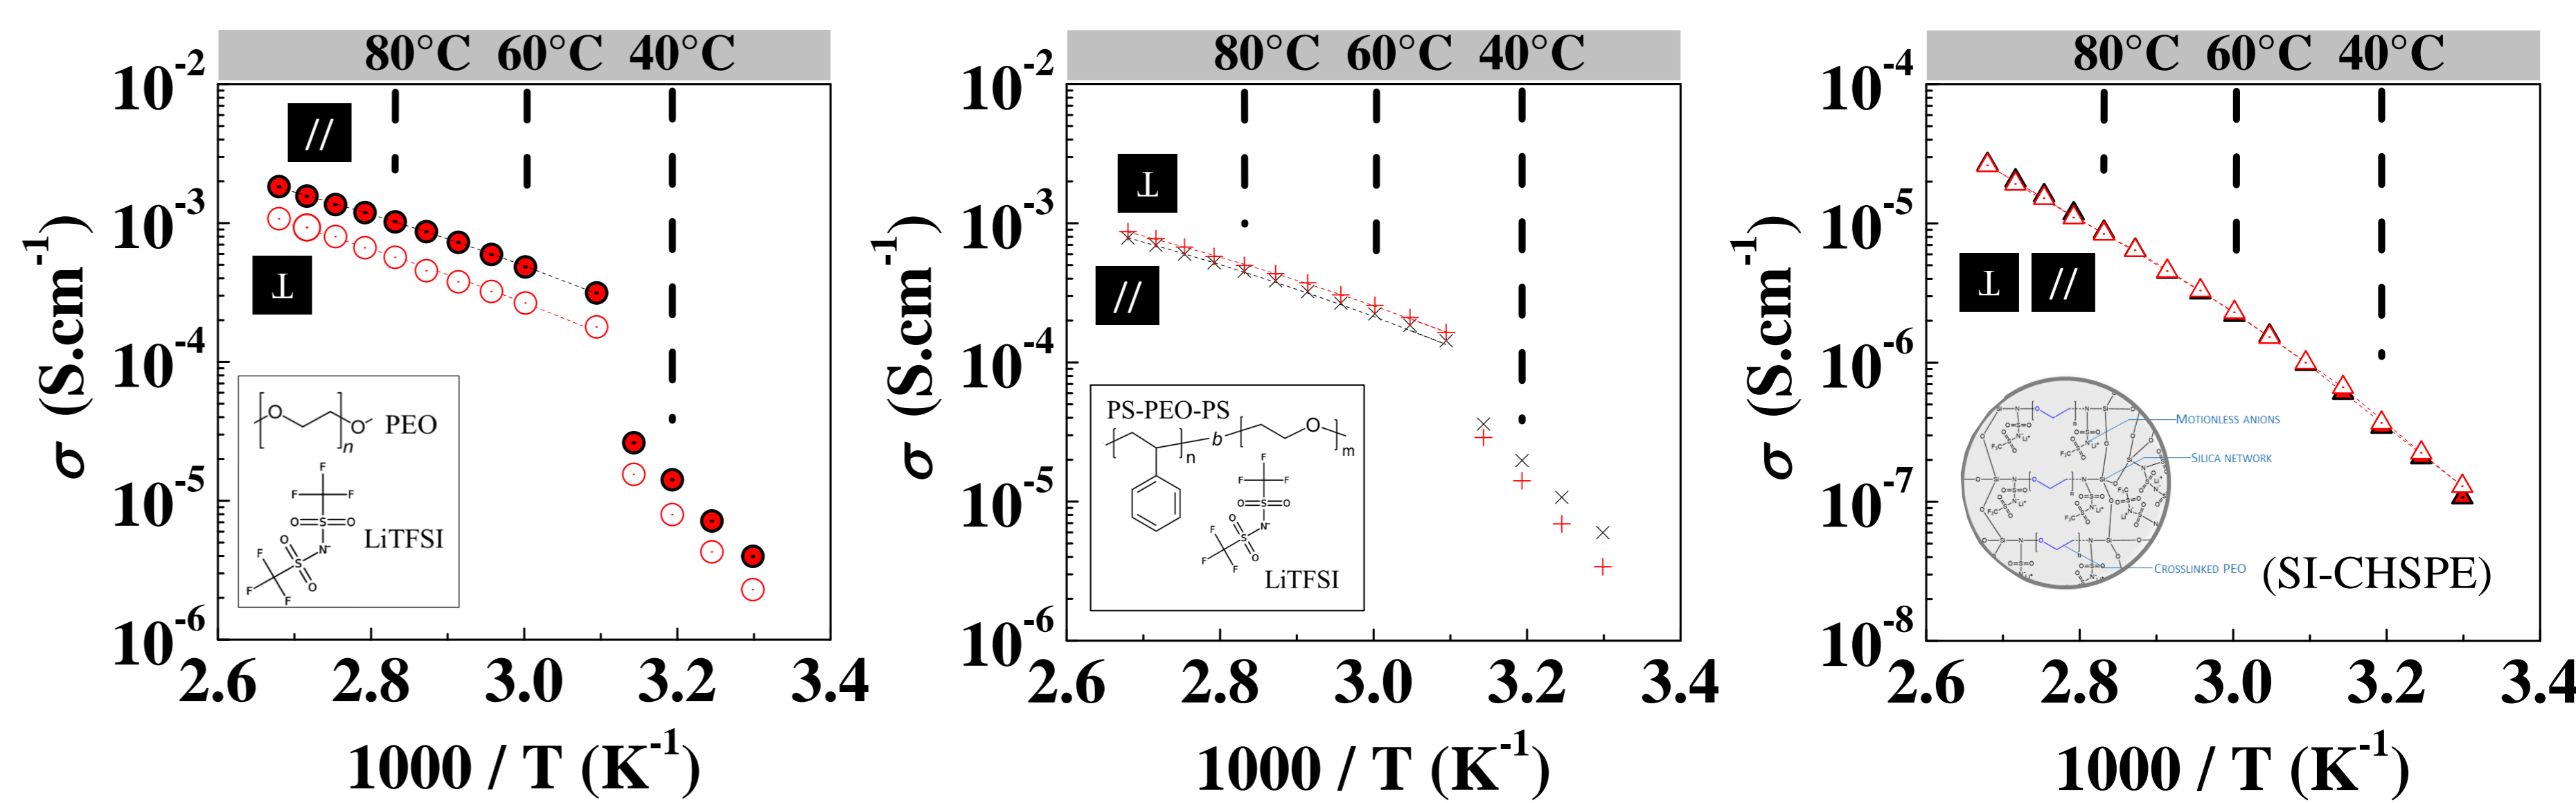 80°C 60°C 40°C
10^-2
10^-3
10^-4
10^-5
10^-6
σ (S.cm^-1)
//
⊥
O
O
n
PEO
F
F F
O=S=O
N^-
O S
F O
F F
LiTFSI
2.6 2.8 3.0 3.2 3.4
1000 / T (K^-1)
80°C 60°C 40°C
10^-2
10^-3
10^-4
10^-5
10^-6
σ (S.cm^-1)
⊥
//
PS-PEO-PS
n b O m
F
F F
O=S=O
N^-
O S
F O
F F
LiTFSI
2.6 2.8 3.0 3.2 3.4
1000 / T (K^-1)
80°C 60°C 40°C
10^-4
10^-5
10^-6
10^-7
10^-8
σ (S.cm^-1)
⊥ //
MOTIONLESS ANIONS
SILICA NETWORK
CROSSLINKED PEO
(SI-CHSPE)
2.6 2.8 3.0 3.2 3.4
1000 / T (K^-1)